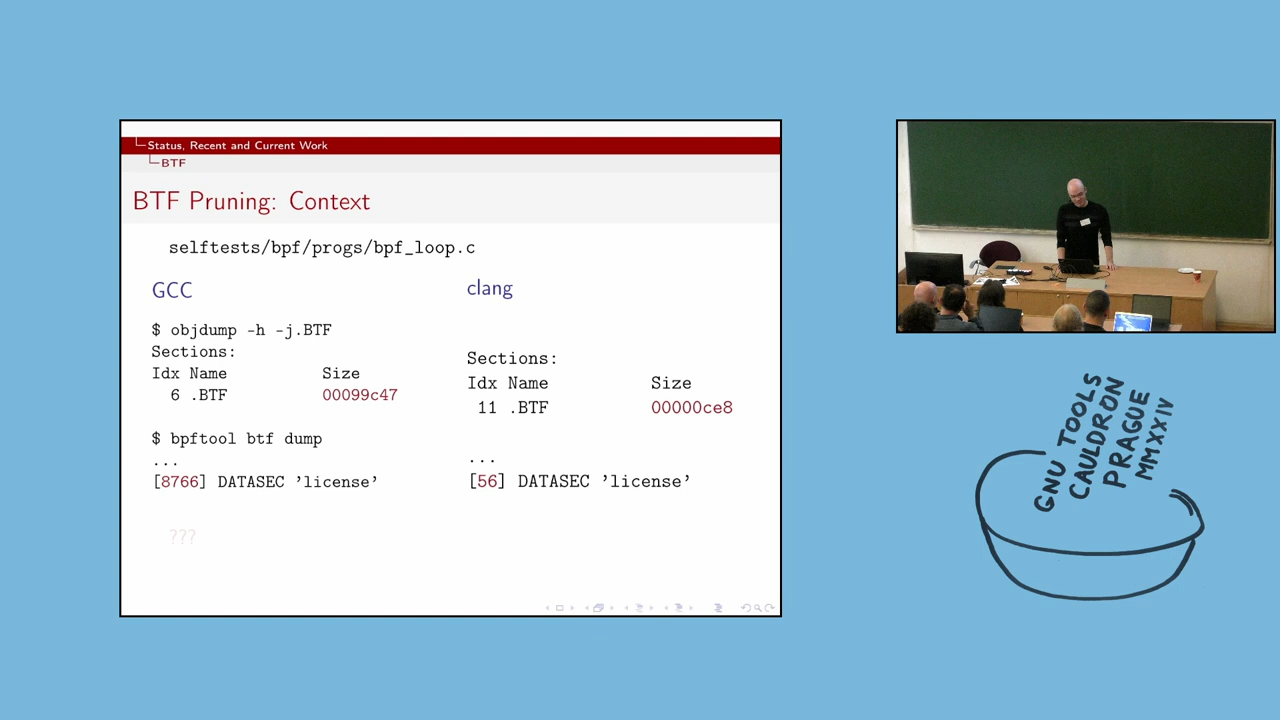 Status, Recent and Current Work
BTF
BTF Pruning: Context
selftests/bpf/progs/bpf_loop.c
GCC
$ objdump -h -j.BTF
Sections:
Idx Name Size
6 .BTF 00099c47
$ bpftool btf dump
...
[8766] DATASEC ’license’
clang
Sections:
Idx Name Size
11 .BTF 00000ce8
...
[56] DATASEC ’license’
???
GNU TOOLS
CAULDRON
PRAGUE
MMXXIV